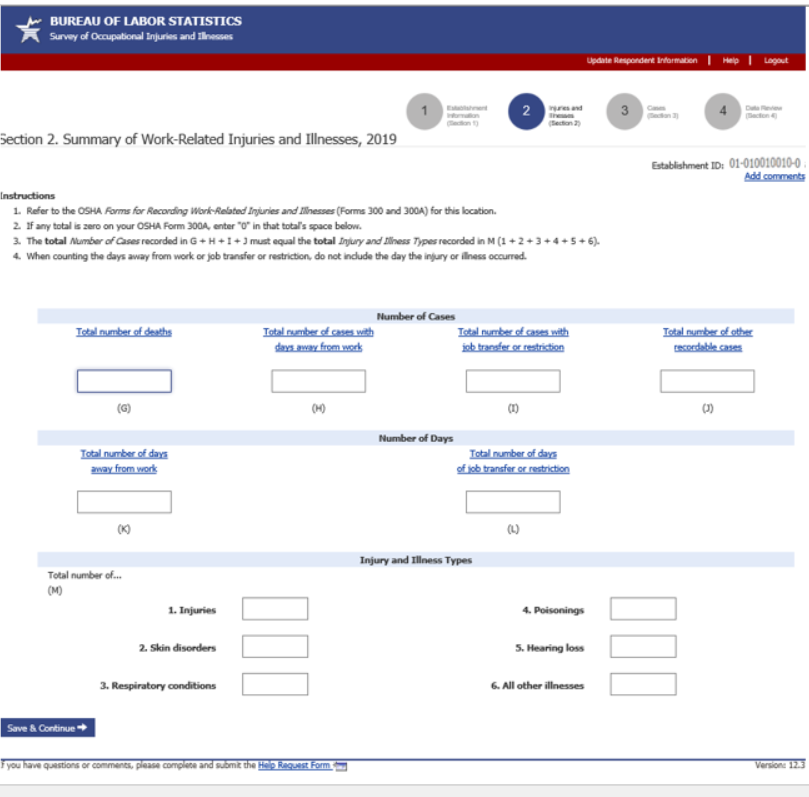 BUREAU OF LABOR STATISTICS
Survey of Occupational Injuries and Illnesses
Update Respondent Information | Help | Logout
1 Establishment Information (Section 1)
2 Injuries and Illnesses (Section 2)
3 Cases (Section 3)
4 Data Review (Section 4)
Section 2. Summary of Work-Related Injuries and Illnesses, 2019
Establishment ID: 01-010010010-0
Add comments
Instructions
1. Refer to the OSHA Forms for Recording Work-Related Injuries and Illnesses (Forms 300 and 300A) for this location.
2. If any total is zero on your OSHA Form 300A, enter "0" in that total's space below.
3. The total Number of Cases recorded in G + H + I + J must equal the total Injury and Illness Types recorded in M (1 + 2 + 3 + 4 + 5 + 6).
4. When counting the days away from work or job transfer or restriction, do not include the day the injury or illness occurred.
Number of Cases
Total number of deaths
Total number of cases with
days away from work
Total number of cases with
job transfer or restriction
Total number of other
recordable cases
(G) (H) (I) (J)
Number of Days
Total number of days
away from work
Total number of days
of job transfer or restriction
(K) (L)
Injury and Illness Types
Total number of...
(M)
1. Injuries 4. Poisonings
2. Skin disorders 5. Hearing loss
3. Respiratory conditions 6. All other illnesses
Save & Continue
If you have questions or comments, please complete and submit the Help Request Form Version: 12.3